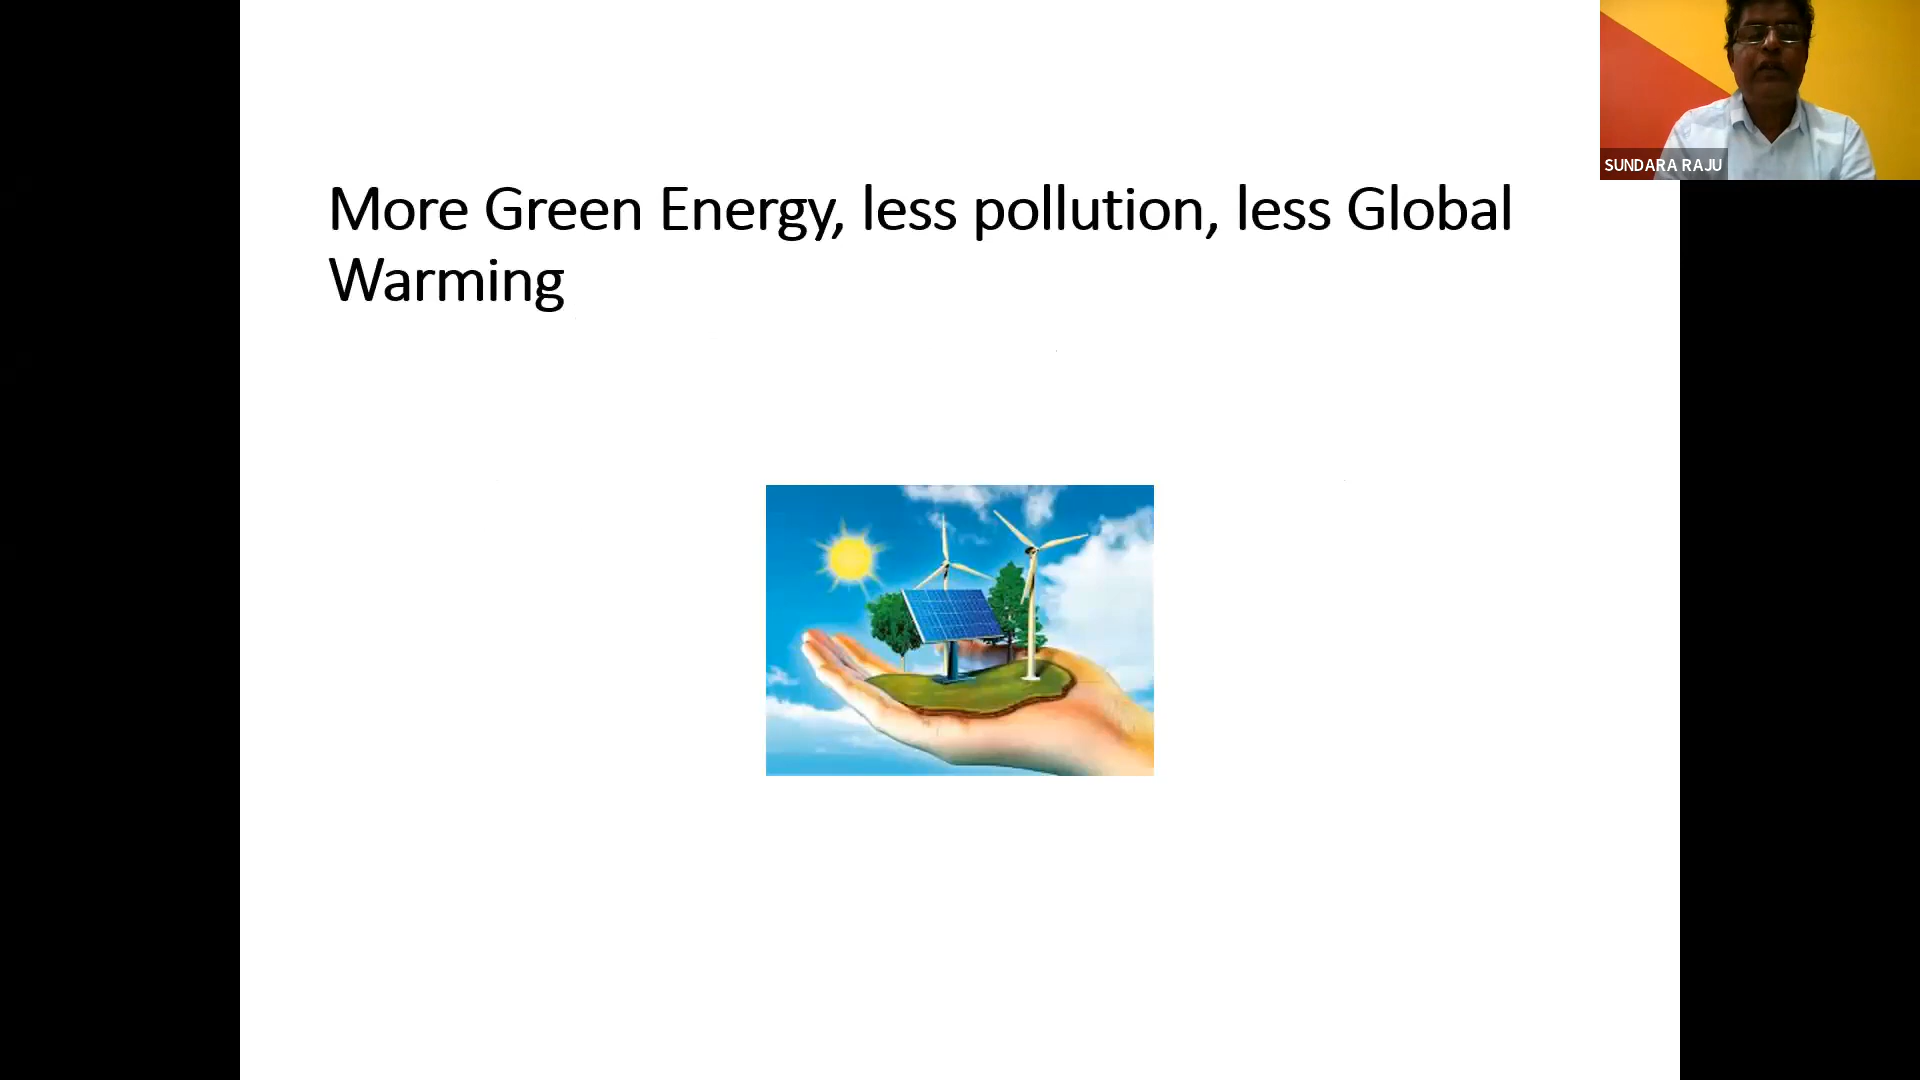 More Green Energy, less pollution, less Global
Warming
SUNDARA RAJU